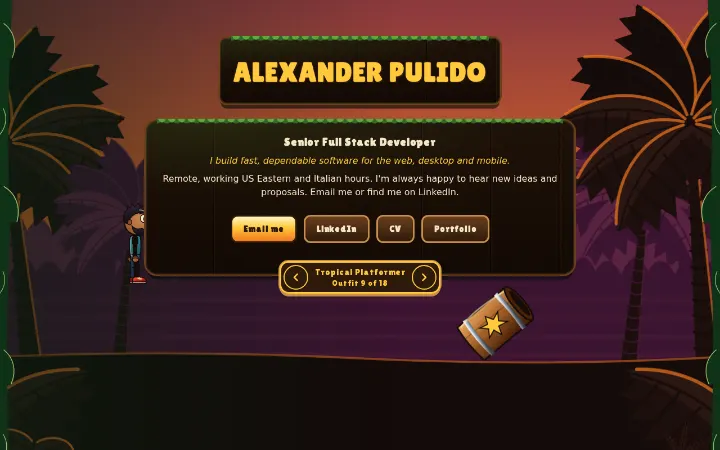 ALEXANDER PULIDO
Senior Full Stack Developer
I build fast, dependable software for the web, desktop and mobile.
Remote, working US Eastern and Italian hours. I'm always happy to hear new ideas and
proposals. Email me or find me on LinkedIn.
Email me
LinkedIn
CV
Portfolio
Tropical Platformer
Outfit 9 of 18